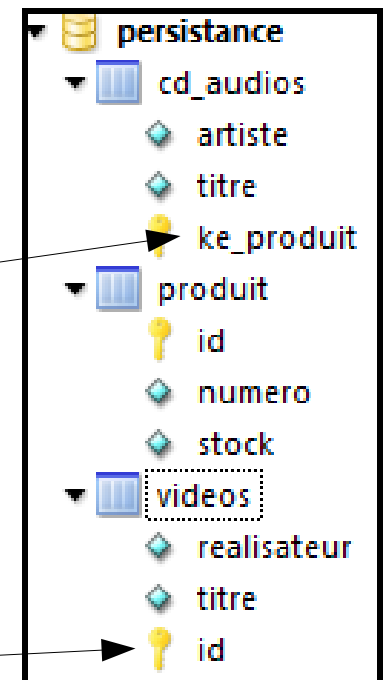 persistance
cd_audios
artiste
titre
ke_produit
produit
id
numero
stock
videos
realisateur
titre
id